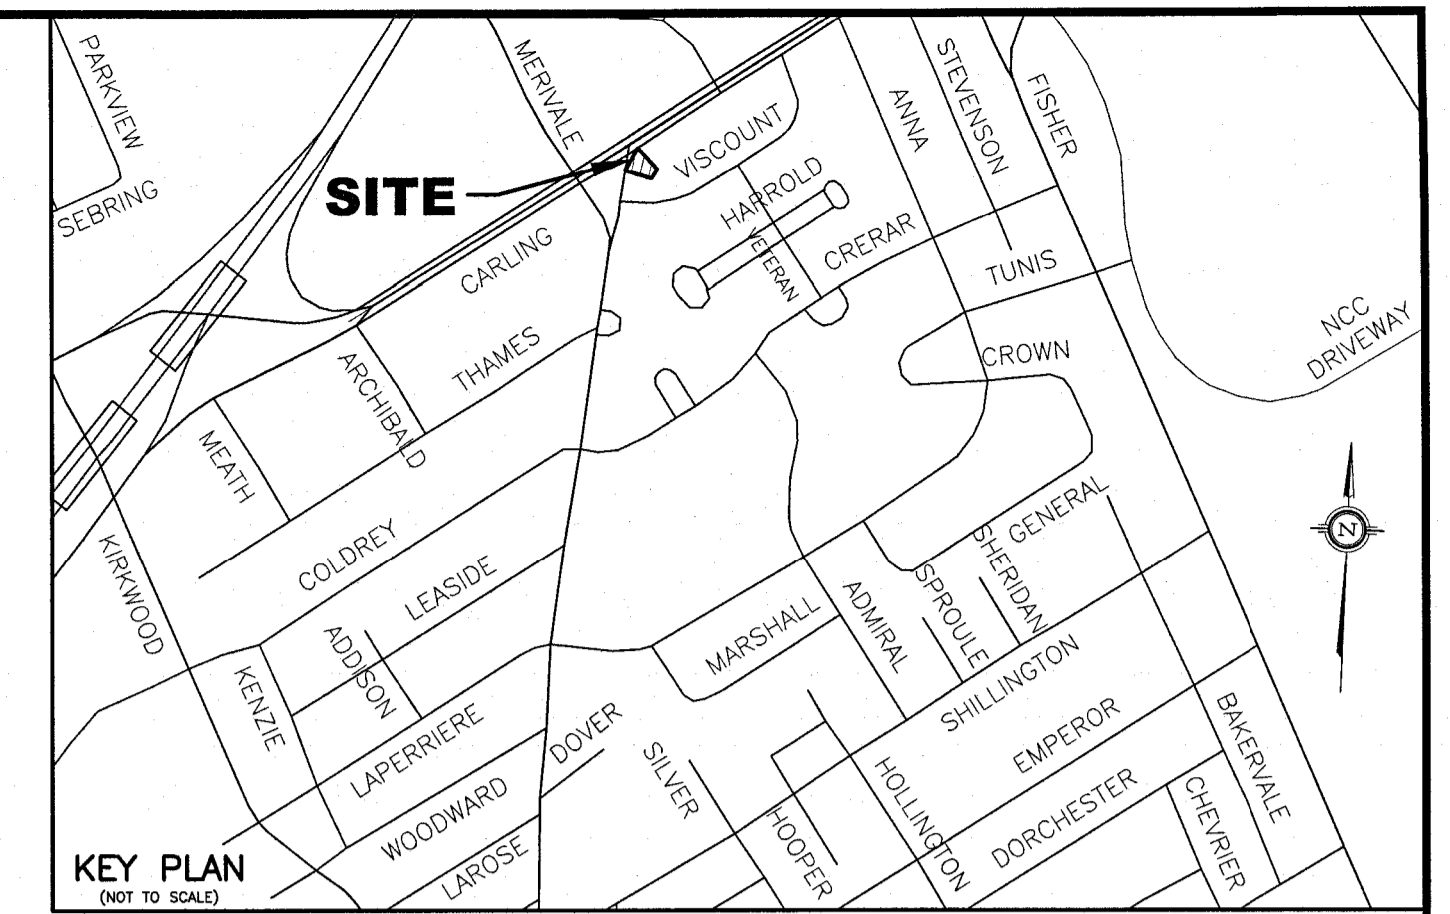 PARKVIEW
MERIVALE
STEVENSON
FISHER
ANNA
VISCOUNT
SEBRING
SITE
HARROLD
VETERAN
CRERAR
CARLING
TUNIS
NCC
DRIVEWAY
THAMES
CROWN
ARCHIBALD
MEATH
N
KIRKWOOD
COLDREY
LEASIDE
GENERAL
SHERIDAN
SPROULE
ADMIRAL
MARSHALL
ADDISON
KENZIE
SHILLINGTON
LAPERRIERE
DOVER
EMPEROR
BAKERVALE
SILVER
WOODWARD
HOLLINGTON
DORCHESTER
CHEVRIER
HOOPER
LAROSE
KEY PLAN
(NOT TO SCALE)